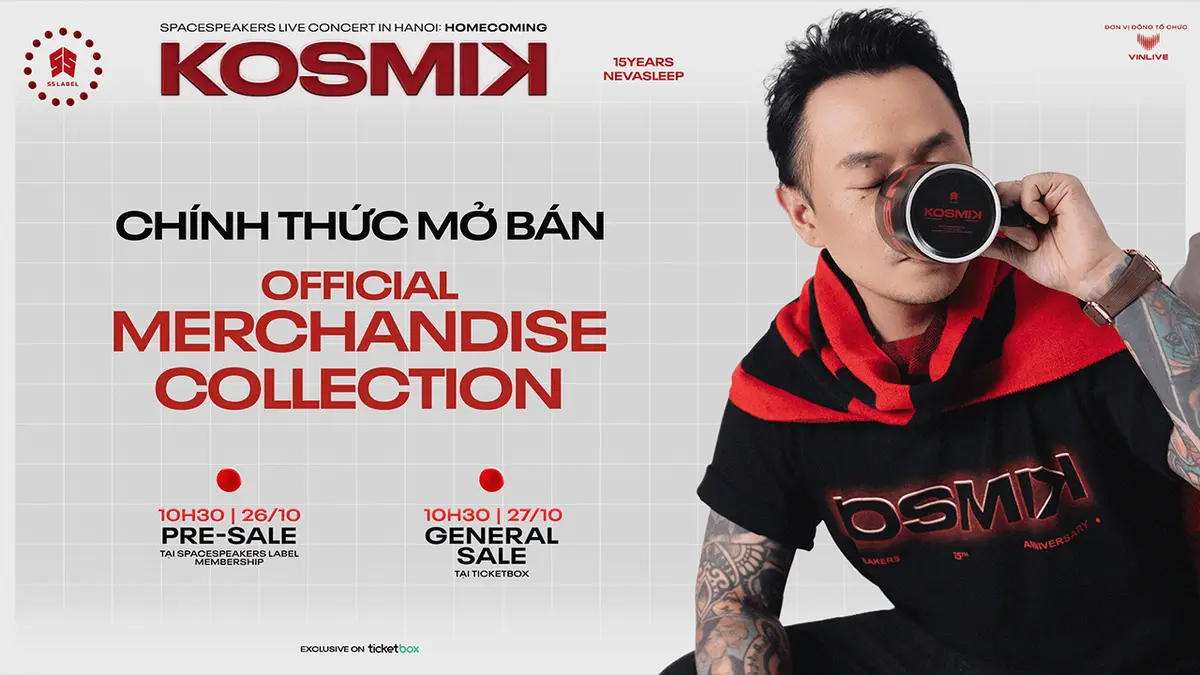 SS LABEL
SPACESPEAKERS LIVE CONCERT IN HANOI: HOMECOMING
KOSMIK
15YEARS
NEVASLEEP
ĐƠN VỊ ĐỒNG TỔ CHỨC
VINLIVE
CHÍNH THỨC MỞ BÁN
OFFICIAL
MERCHANDISE
COLLECTION
10H30 | 26/10
PRE-SALE
TẠI SPACESPEAKERS LABEL
MEMBERSHIP
10H30 | 27/10
GENERAL
SALE
TẠI TICKETBOX
EXCLUSIVE ON ticketbox
KOSMIK
KOSMIK
AKERS 15TH ANNIVERSARY